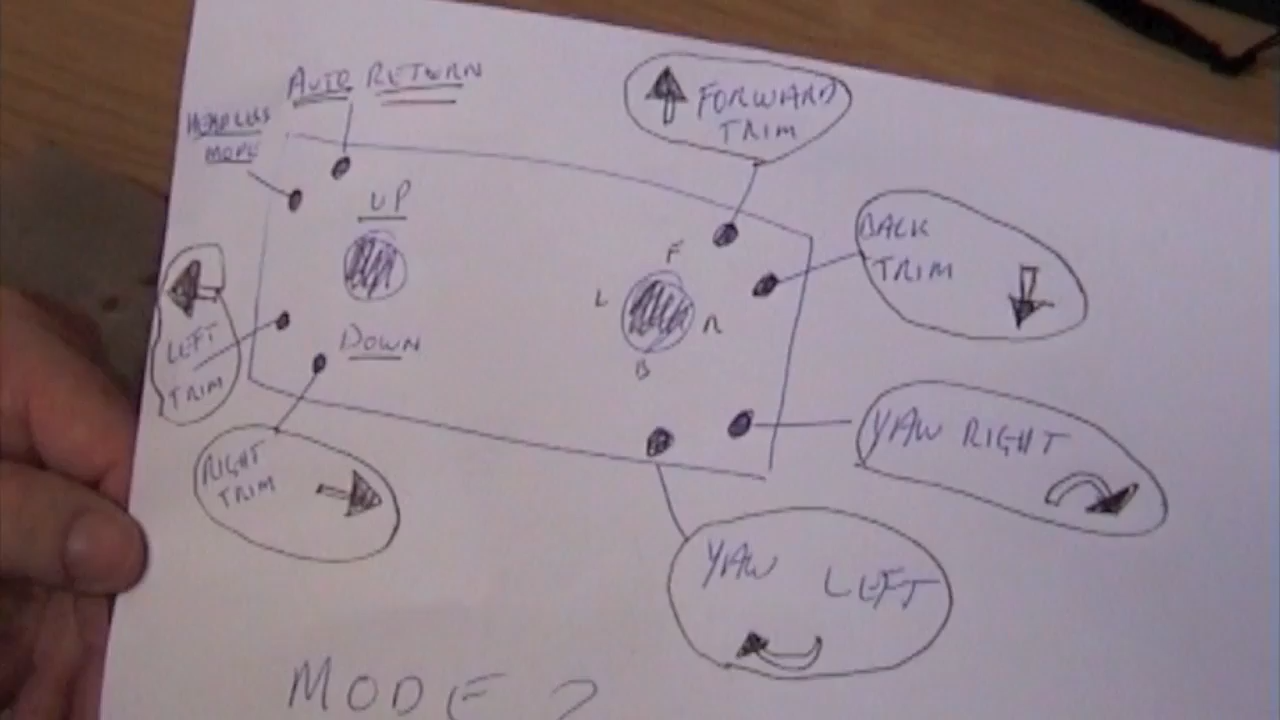 AUTO RETURN
HEADLESS
MODE
UP
DOWN
LEFT
TRIM
RIGHT
TRIM
FORWARD
TRIM
F
L
R
B
BACK
TRIM
YAW RIGHT
YAW LEFT
MODE 2